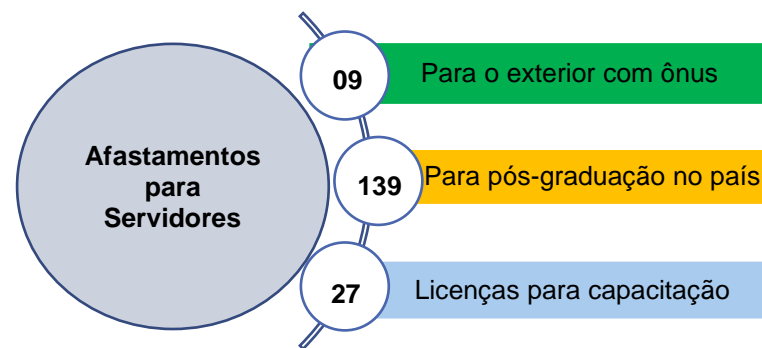 Afastamentos
para
Servidores
09
Para o exterior com ônus
139
Para pós-graduação no país
27
Licenças para capacitação